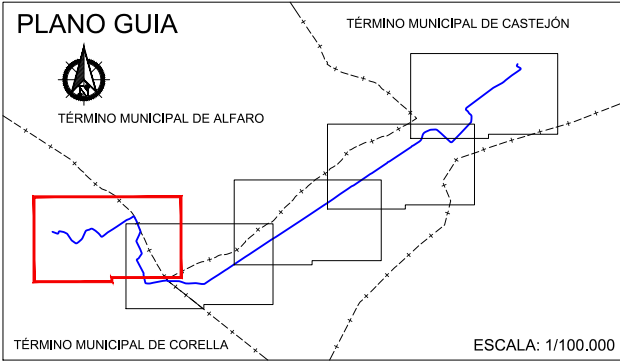 PLANO GUIA
TÉRMINO MUNICIPAL DE CASTEJÓN
TÉRMINO MUNICIPAL DE ALFARO
TÉRMINO MUNICIPAL DE CORELLA
ESCALA: 1/100.000